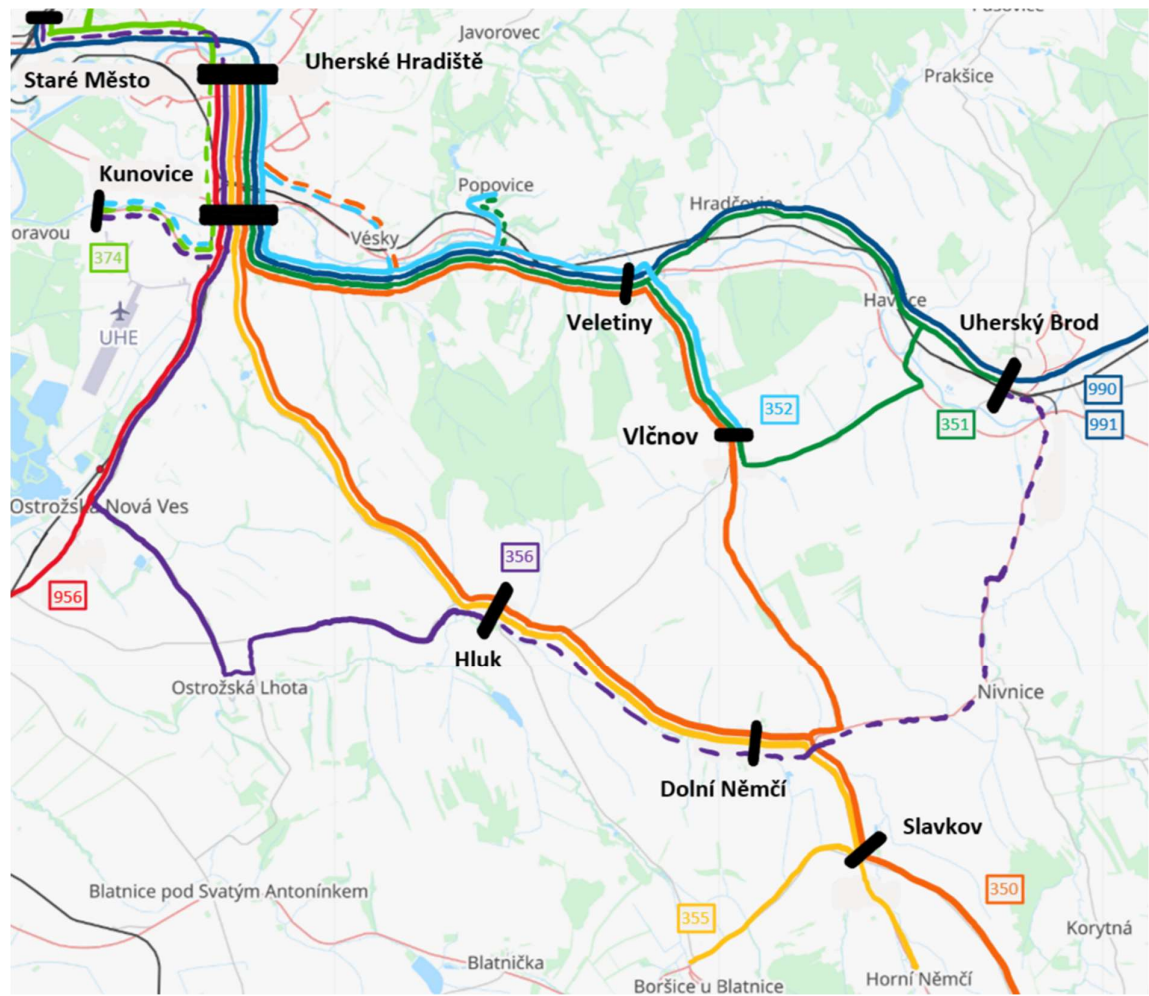 Javorovec
Uherské Hradiště
Staré Město
Prakšice
Kunovice
Popovice
Hradčovice
oravou
Vésky
374
Havřice
UHE
Veletiny
Uherský Brod
352
990
351
991
Vlčnov
Ostrožská Nová Ves
356
956
Hluk
Ostrožská Lhota
Nivnice
Dolní Němčí
Slavkov
Blatnice pod Svatým Antonínkem
350
355
Korytná
Blatnička
Horní Němčí
Boršice u Blatnice